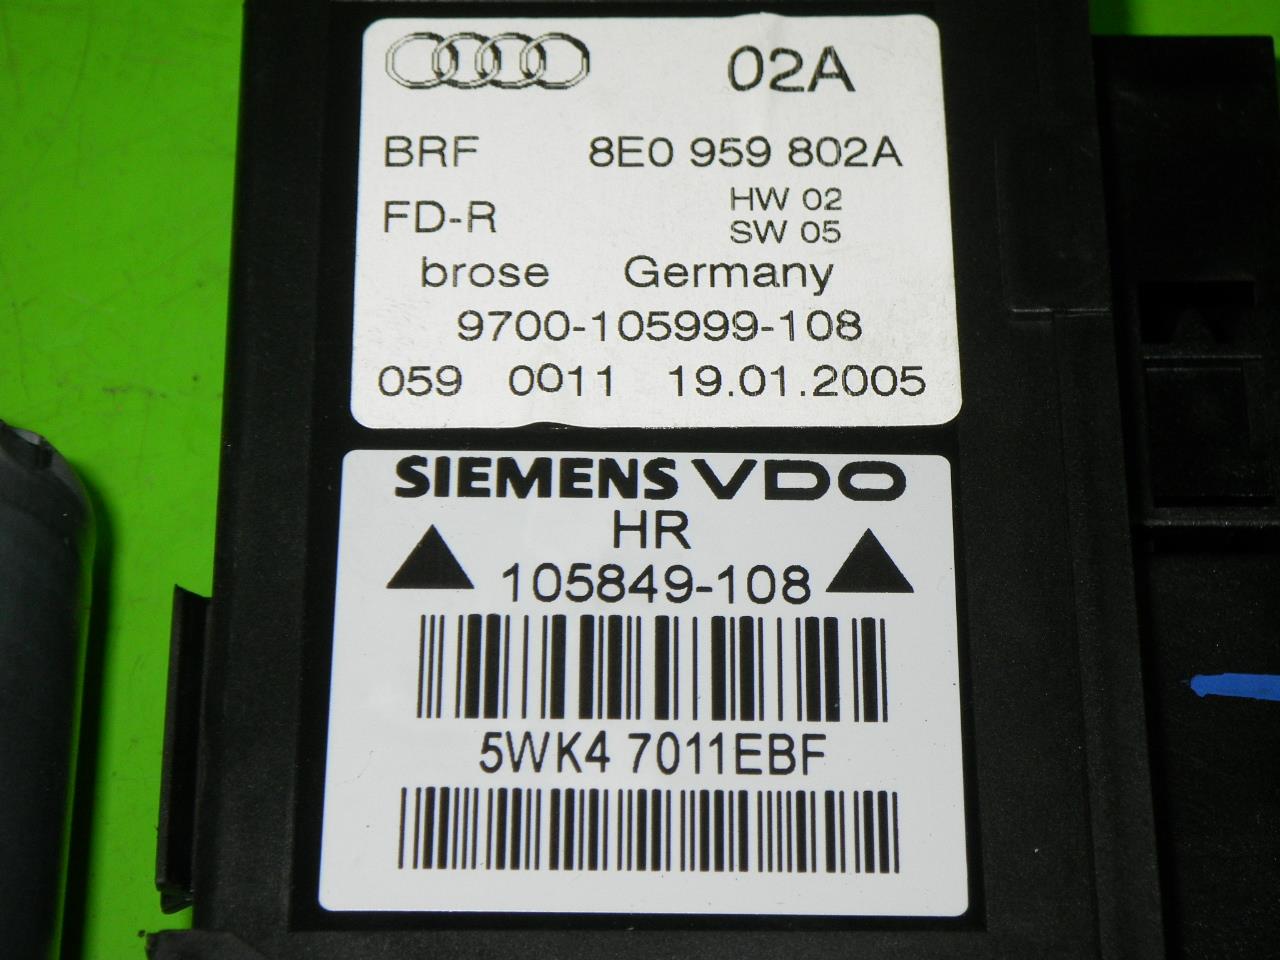 02A
BRF 8E0 959 802A
FD-R HW 02
SW 05
brose Germany
9700-105999-108
059 0011 19.01.2005
SIEMENS VDO
HR
105849-108
5WK4 7011EBF